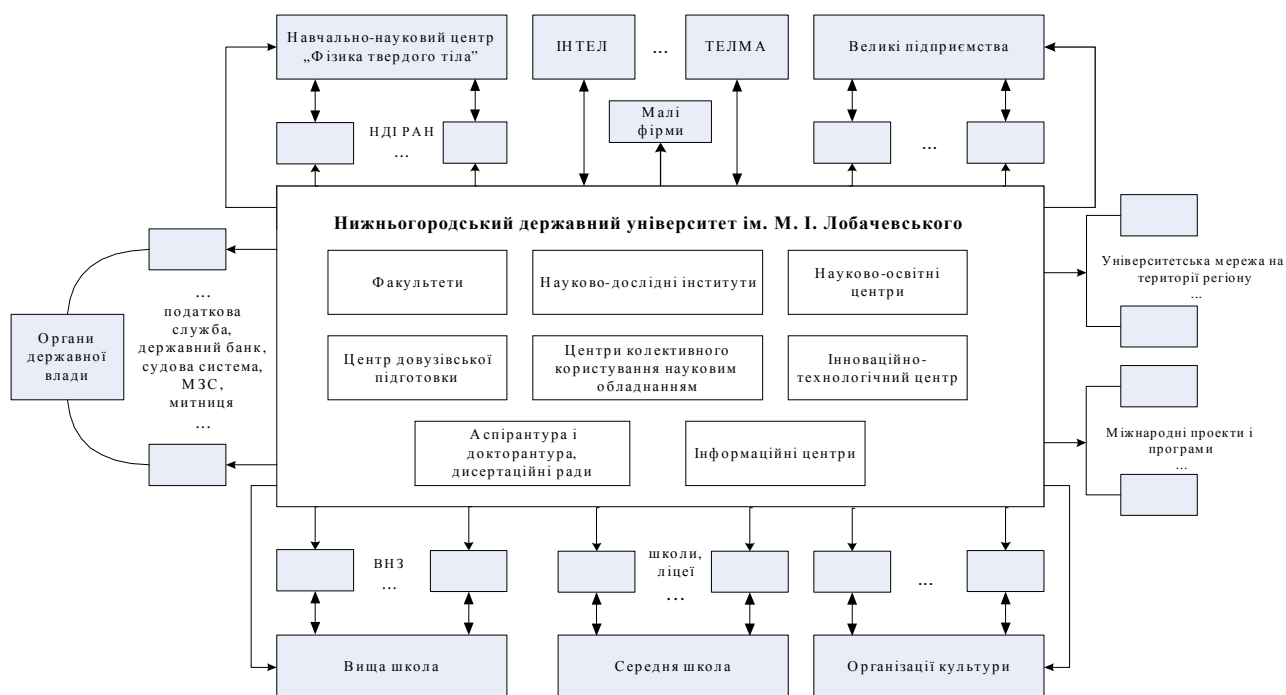 Навчально-науковий центр
„Фізика твердого тіла”
ІНТЕЛ
...
ТЕЛМА
Великі підприємства
Малі
фірми
НДІ РАН
...
...
Нижньогородський державний університет ім. М. І. Лобачевського
Факультети
Науково-дослідні інститути
Науково-освітні
центри
Центр довузівської
підготовки
Центри колективного
користування науковим
обладнанням
Інноваційно-
технологічний центр
Аспірантура і
докторантура,
дисертаційні ради
Інформаційні центри
Органи
державної
влади
...
податкова
служба,
державний банк,
судова система,
МЗС,
митниця
...
Університетська мережа на
території регіону
...
Міжнародні проекти і
програми
...
ВНЗ
...
школи,
ліцеї
...
...
Вища школа
Середня школа
Організації культури